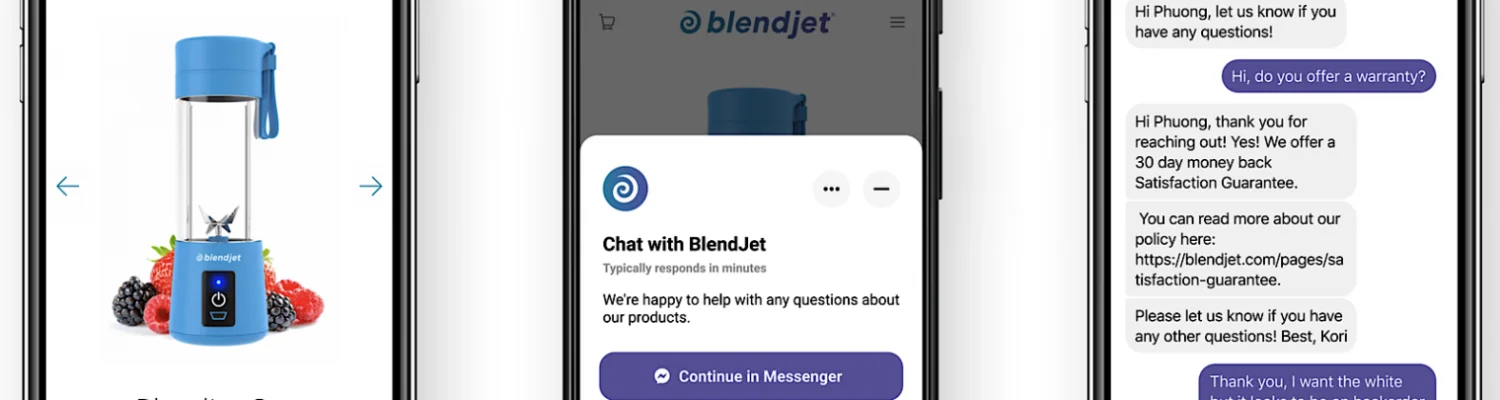 blendjet
blendjet
Chat with BlendJet
Typically responds in minutes
We're happy to help with any questions about
our products.
Continue in Messenger
Hi Phuong, let us know if you
have any questions!
Hi, do you offer a warranty?
Hi Phuong, thank you for
reaching out! Yes! We offer a
30 day money back
Satisfaction Guarantee.
You can read more about our
policy here:
https://blendjet.com/pages/sa
tisfaction-guarantee.
Please let us know if you have
any other questions! Best, Kori
Thank you, I want the white